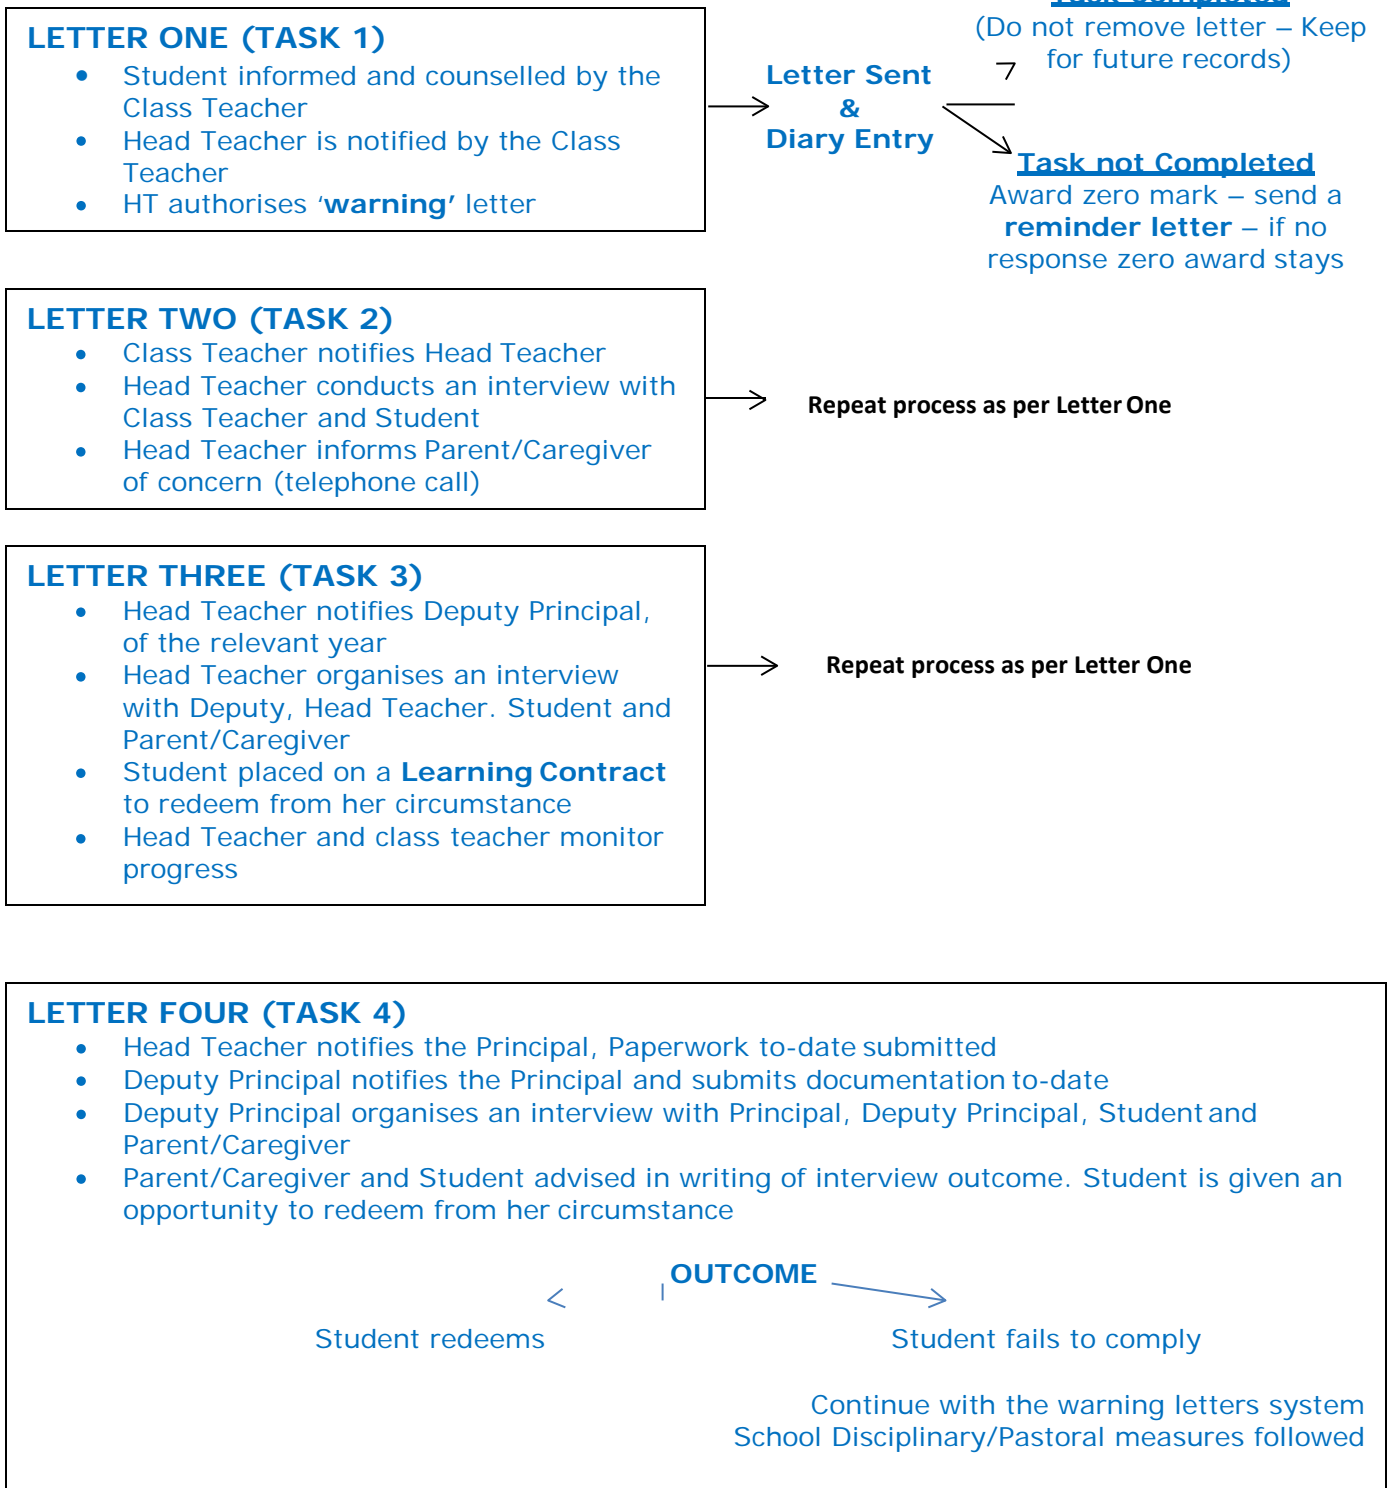 LETTER ONE (TASK 1)
• Student informed and counselled by the
Class Teacher
• Head Teacher is notified by the Class
Teacher
• HT authorises ‘warning’ letter
Letter Sent
&
Diary Entry
Task Completed
(Do not remove letter – Keep
for future records)
Task not Completed
Award zero mark – send a
reminder letter – if no
response zero award stays
LETTER TWO (TASK 2)
• Class Teacher notifies Head Teacher
• Head Teacher conducts an interview with
Class Teacher and Student
• Head Teacher informs Parent/Caregiver
of concern (telephone call)
Repeat process as per Letter One
LETTER THREE (TASK 3)
• Head Teacher notifies Deputy Principal,
of the relevant year
• Head Teacher organises an interview
with Deputy, Head Teacher. Student and
Parent/Caregiver
• Student placed on a Learning Contract
to redeem from her circumstance
• Head Teacher and class teacher monitor
progress
Repeat process as per Letter One
LETTER FOUR (TASK 4)
• Head Teacher notifies the Principal, Paperwork to-date submitted
• Deputy Principal notifies the Principal and submits documentation to-date
• Deputy Principal organises an interview with Principal, Deputy Principal, Student and
Parent/Caregiver
• Parent/Caregiver and Student advised in writing of interview outcome. Student is given an
opportunity to redeem from her circumstance
OUTCOME
Student redeems
Student fails to comply
Continue with the warning letters system
School Disciplinary/Pastoral measures followed